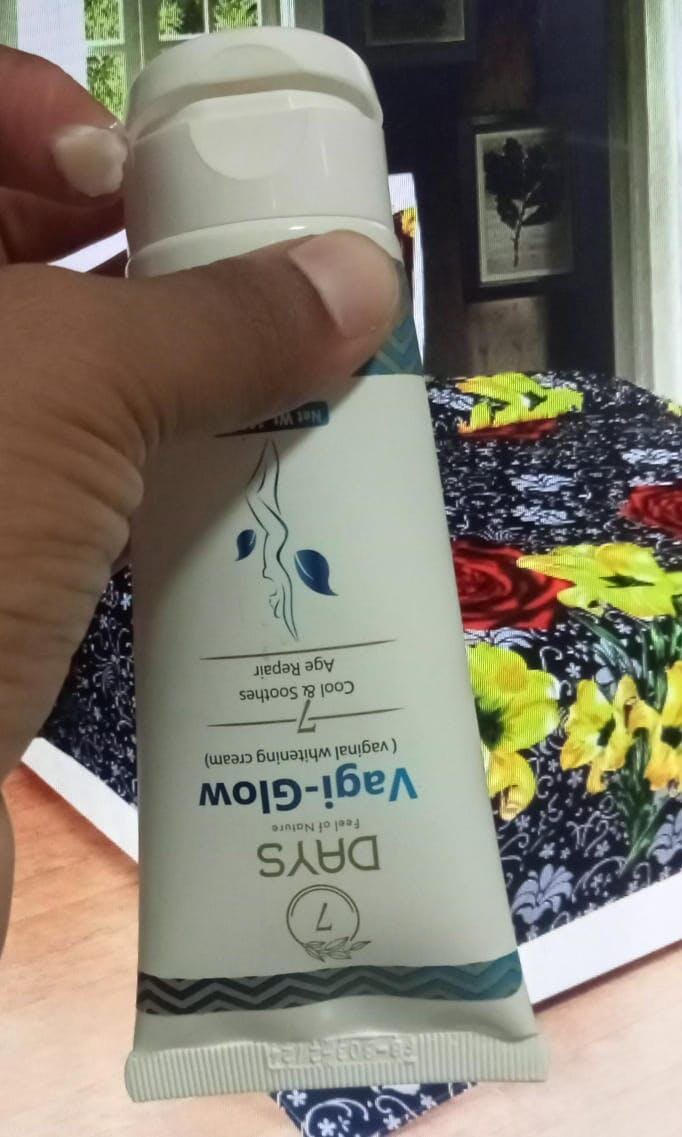 7
DAYS
Feel of Nature
Vagi-Glow
( vaginal whitening cream)
7
Cool & Soothes
Age Repair
Net Wt.